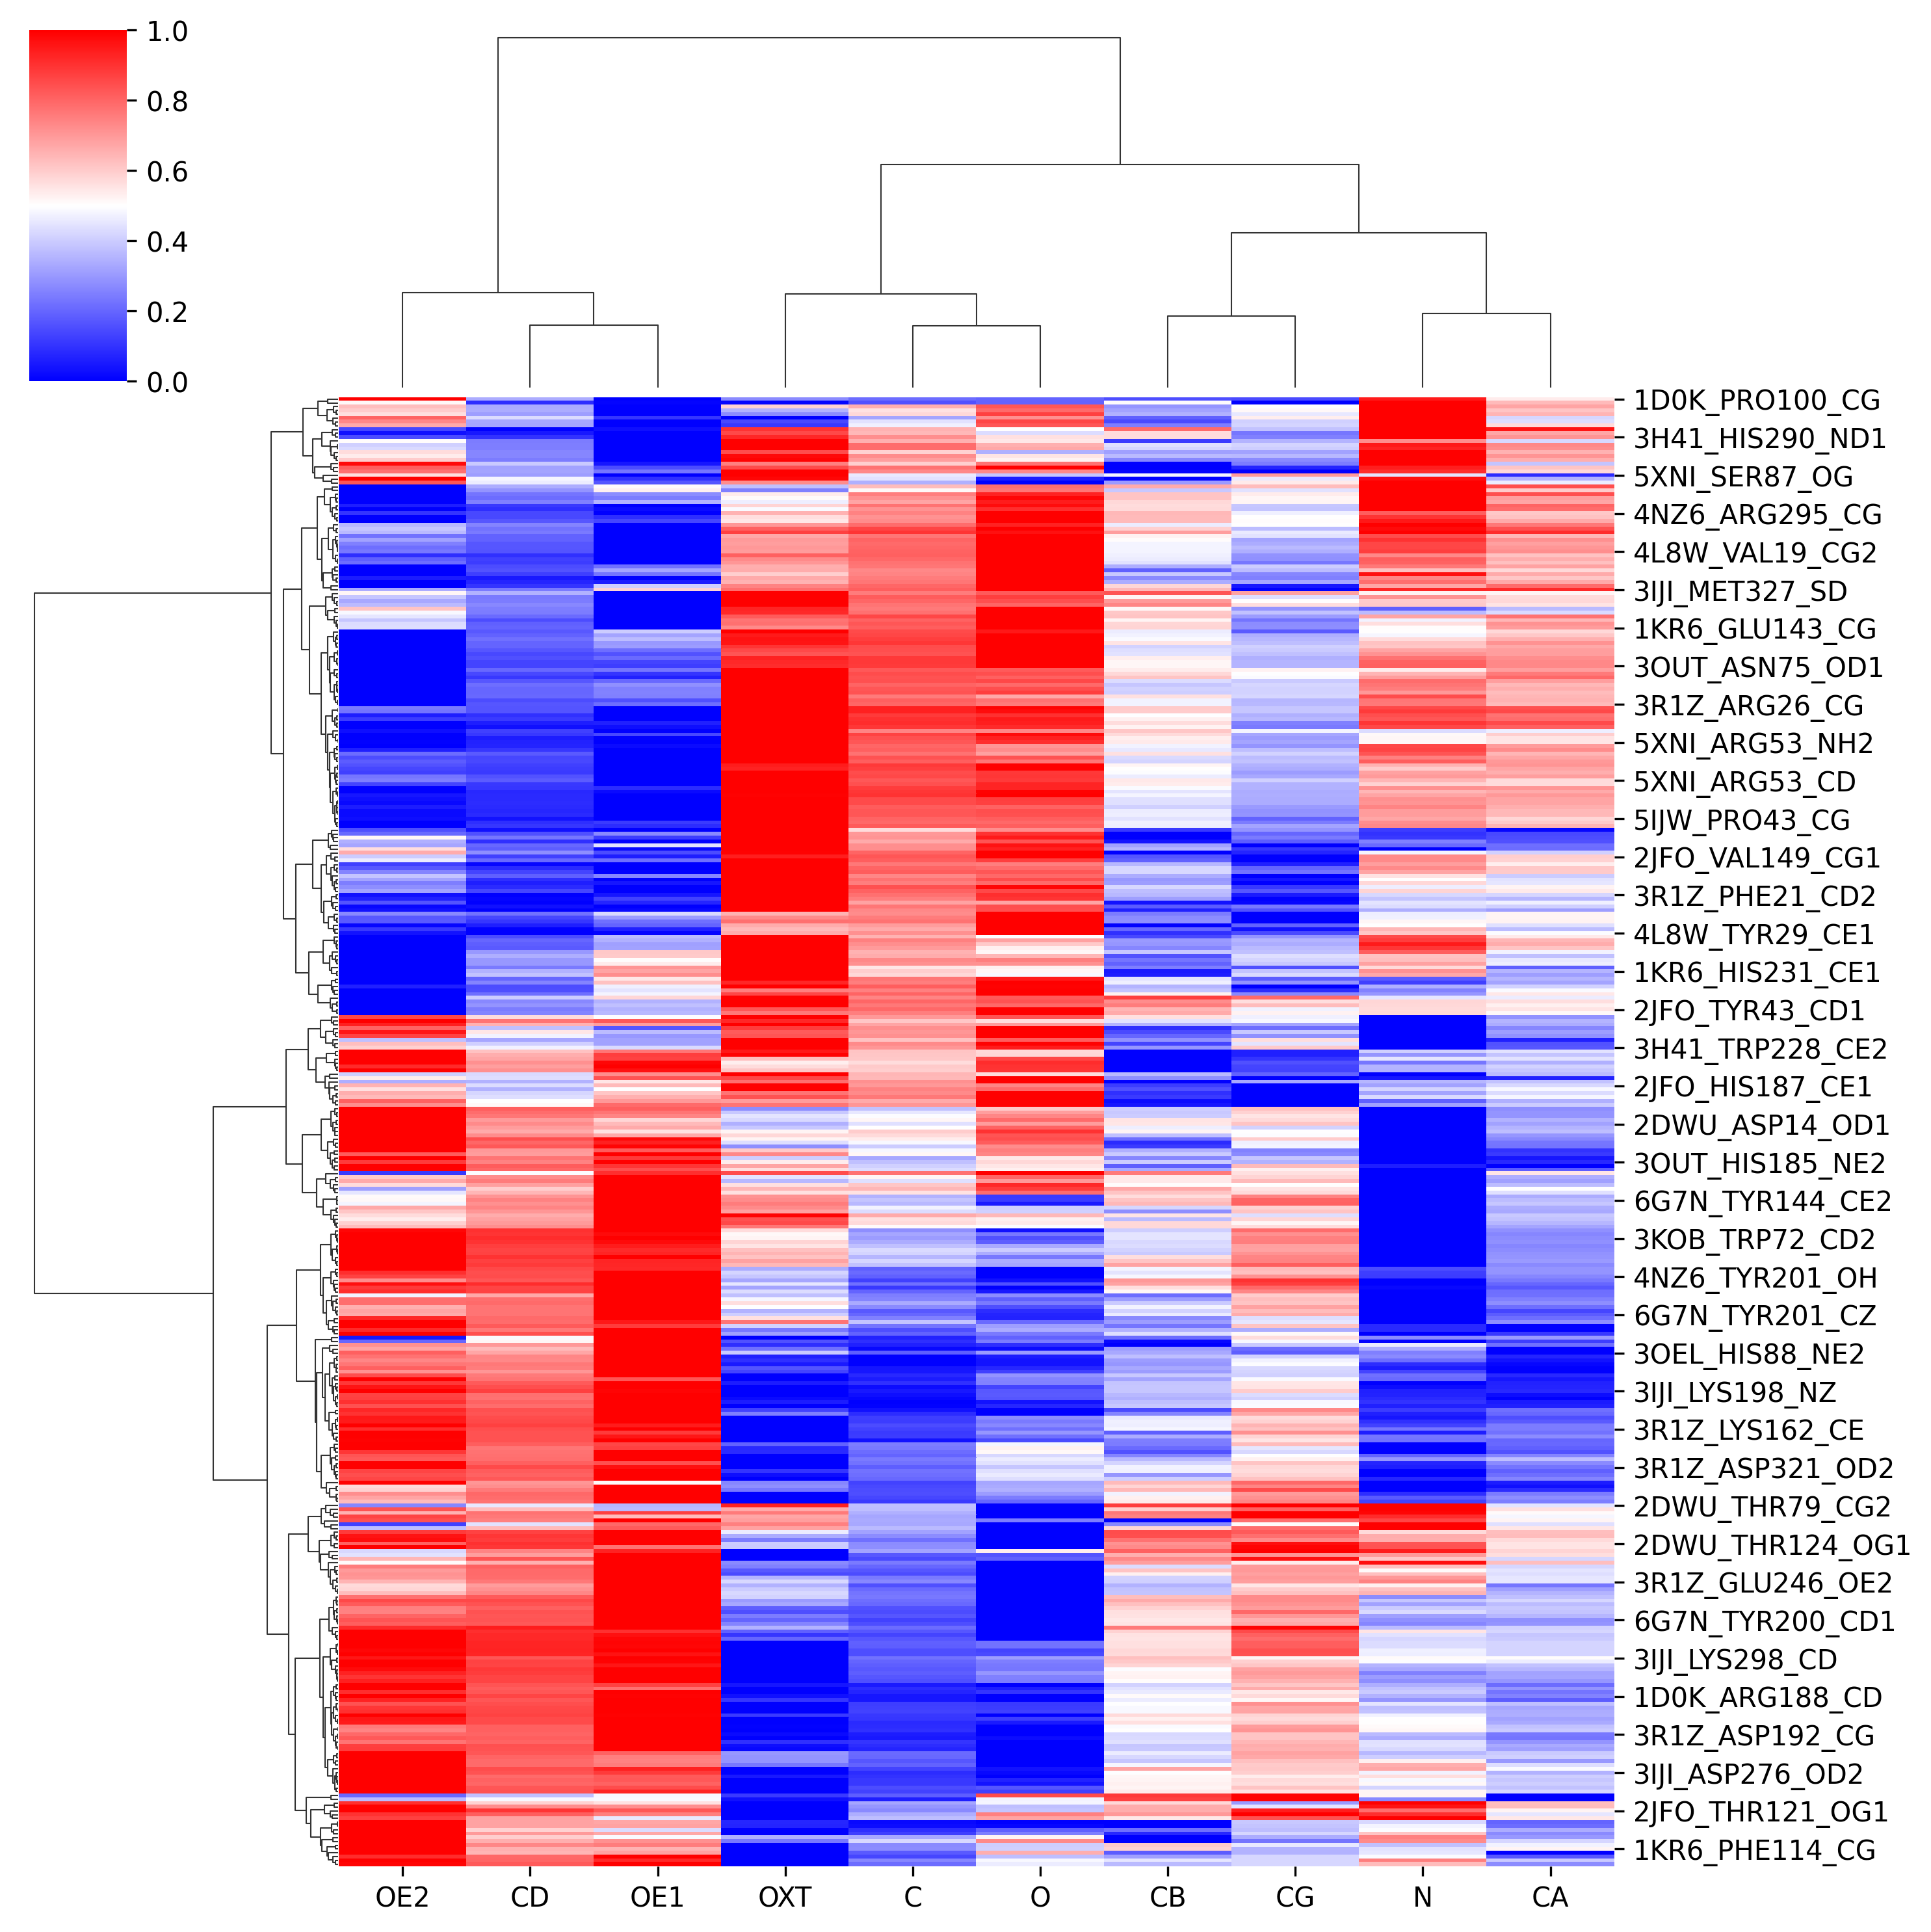 1.0
0.8
0.6
0.4
0.2
0.0
1D0K_PRO100_CG
3H41_HIS290_ND1
5XNI_SER87_OG
4NZ6_ARG295_CG
4L8W_VAL19_CG2
3IJI_MET327_SD
1KR6_GLU143_CG
3OUT_ASN75_OD1
3R1Z_ARG26_CG
5XNI_ARG53_NH2
5XNI_ARG53_CD
5IJW_PRO43_CG
2JFO_VAL149_CG1
3R1Z_PHE21_CD2
4L8W_TYR29_CE1
1KR6_HIS231_CE1
2JFO_TYR43_CD1
3H41_TRP228_CE2
2JFO_HIS187_CE1
2DWU_ASP14_OD1
3OUT_HIS185_NE2
6G7N_TYR144_CE2
3KOB_TRP72_CD2
4NZ6_TYR201_OH
6G7N_TYR201_CZ
3OEL_HIS88_NE2
3IJI_LYS198_NZ
3R1Z_LYS162_CE
3R1Z_ASP321_OD2
2DWU_THR79_CG2
2DWU_THR124_OG1
3R1Z_GLU246_OE2
6G7N_TYR200_CD1
3IJI_LYS298_CD
1D0K_ARG188_CD
3R1Z_ASP192_CG
3IJI_ASP276_OD2
2JFO_THR121_OG1
1KR6_PHE114_CG
OE2 CD OE1 OXT C O CB CG N CA